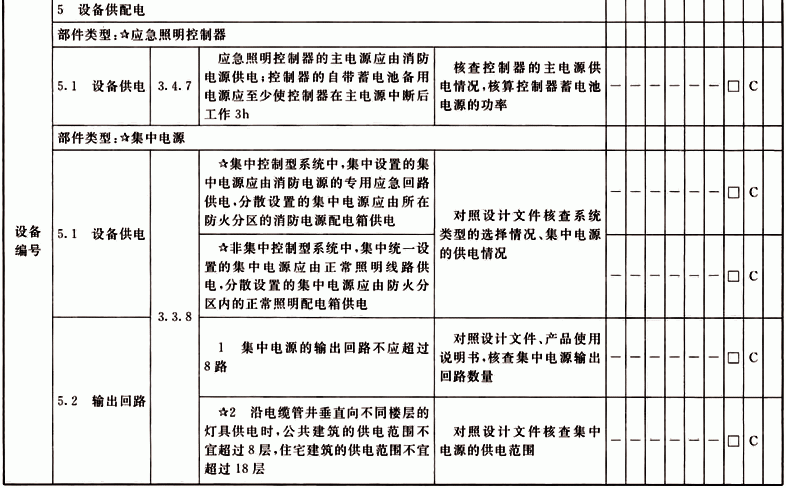 5 设备供配电
部件类型:☆应急照明控制器
5.1 设备供电
3.4.7
应急照明控制器的主电源应由消防
电源供电;控制器的自带蓄电池备用
电源应至少使控制器在主电源中断后
工作3h
核查控制器的主电源供
电情况,核算控制器蓄电池
电源的功率
— — — — — — □ C
部件类型:☆集中电源
设备
编号
5.1 设备供电
3.3.8
☆集中控制型系统中,集中设置的集
中电源应由消防电源的专用应急回路
供电,分散设置的集中电源应由所在
防火分区的消防电源配电箱供电
对照设计文件核查系统
类型的选择情况、集中电源
的供电情况
— — — — — — □ C
☆非集中控制型系统中,集中统一设
置的集中电源应由正常照明线路供
电,分散设置的集中电源应由防火分
区内的正常照明配电箱供电
— — — — — — □ C
5.2 输出回路
1 集中电源的输出回路不应超过
8路
对照设计文件、产品使用
说明书,核查集中电源输出
回路数量
— — — — — — □ C
☆2 沿电缆管井垂直向不同楼层的
灯具供电时,公共建筑的供电范围不
宜超过8层,住宅建筑的供电范围不宜
超过18层
对照设计文件核查集中
电源的供电范围
— — — — — — □ C